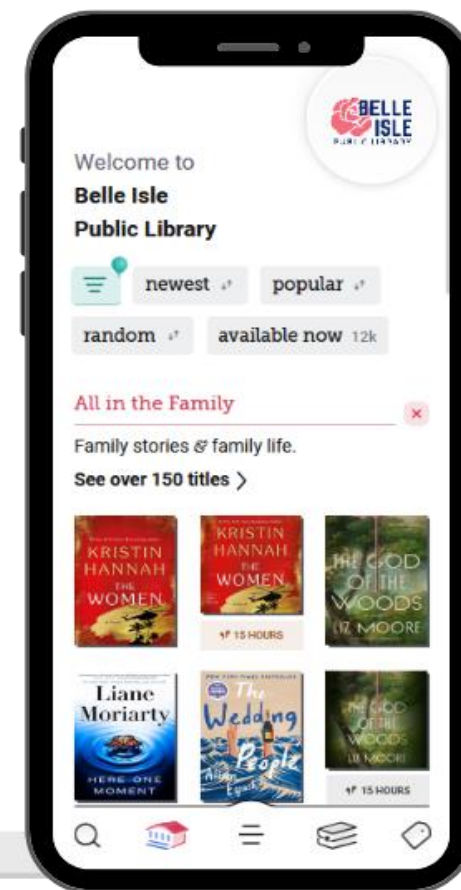 BELLE
ISLE
PUBLIC LIBRARY
Welcome to
Belle Isle
Public Library
newest
popular
random
available now 12k
All in the Family
Family stories & family life.
See over 150 titles >
KRISTIN
HANNAH
THE
WOMEN
KRISTIN
HANNAH
THE
WOMEN
15 HOURS
THE GOD
OF THE
WOODS
LIZ MOORE
Liane
Moriarty
HERE ONE
MOMENT
The
Wedding
People
THE GOD
OF THE
WOODS
LIZ MOORE
15 HOURS